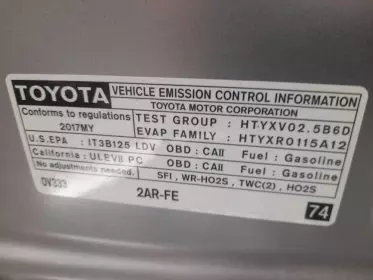 TOYOTA VEHICLE EMISSION CONTROL INFORMATION
TOYOTA MOTOR CORPORATION
Conforms to regulations TEST GROUP : HTYXV02.5B6D
2017MY EVAP FAMILY : HTYXR0115A12
U.S.EPA : IT3B125 LDV OBD : CAII Fuel : Gasoline
California : ULEVII PC OBD : CAII Fuel : Gasoline
No adjustments needed. SFI , WR-HO2S , TWC(2) , HO2S
0V333 2AR-FE
74